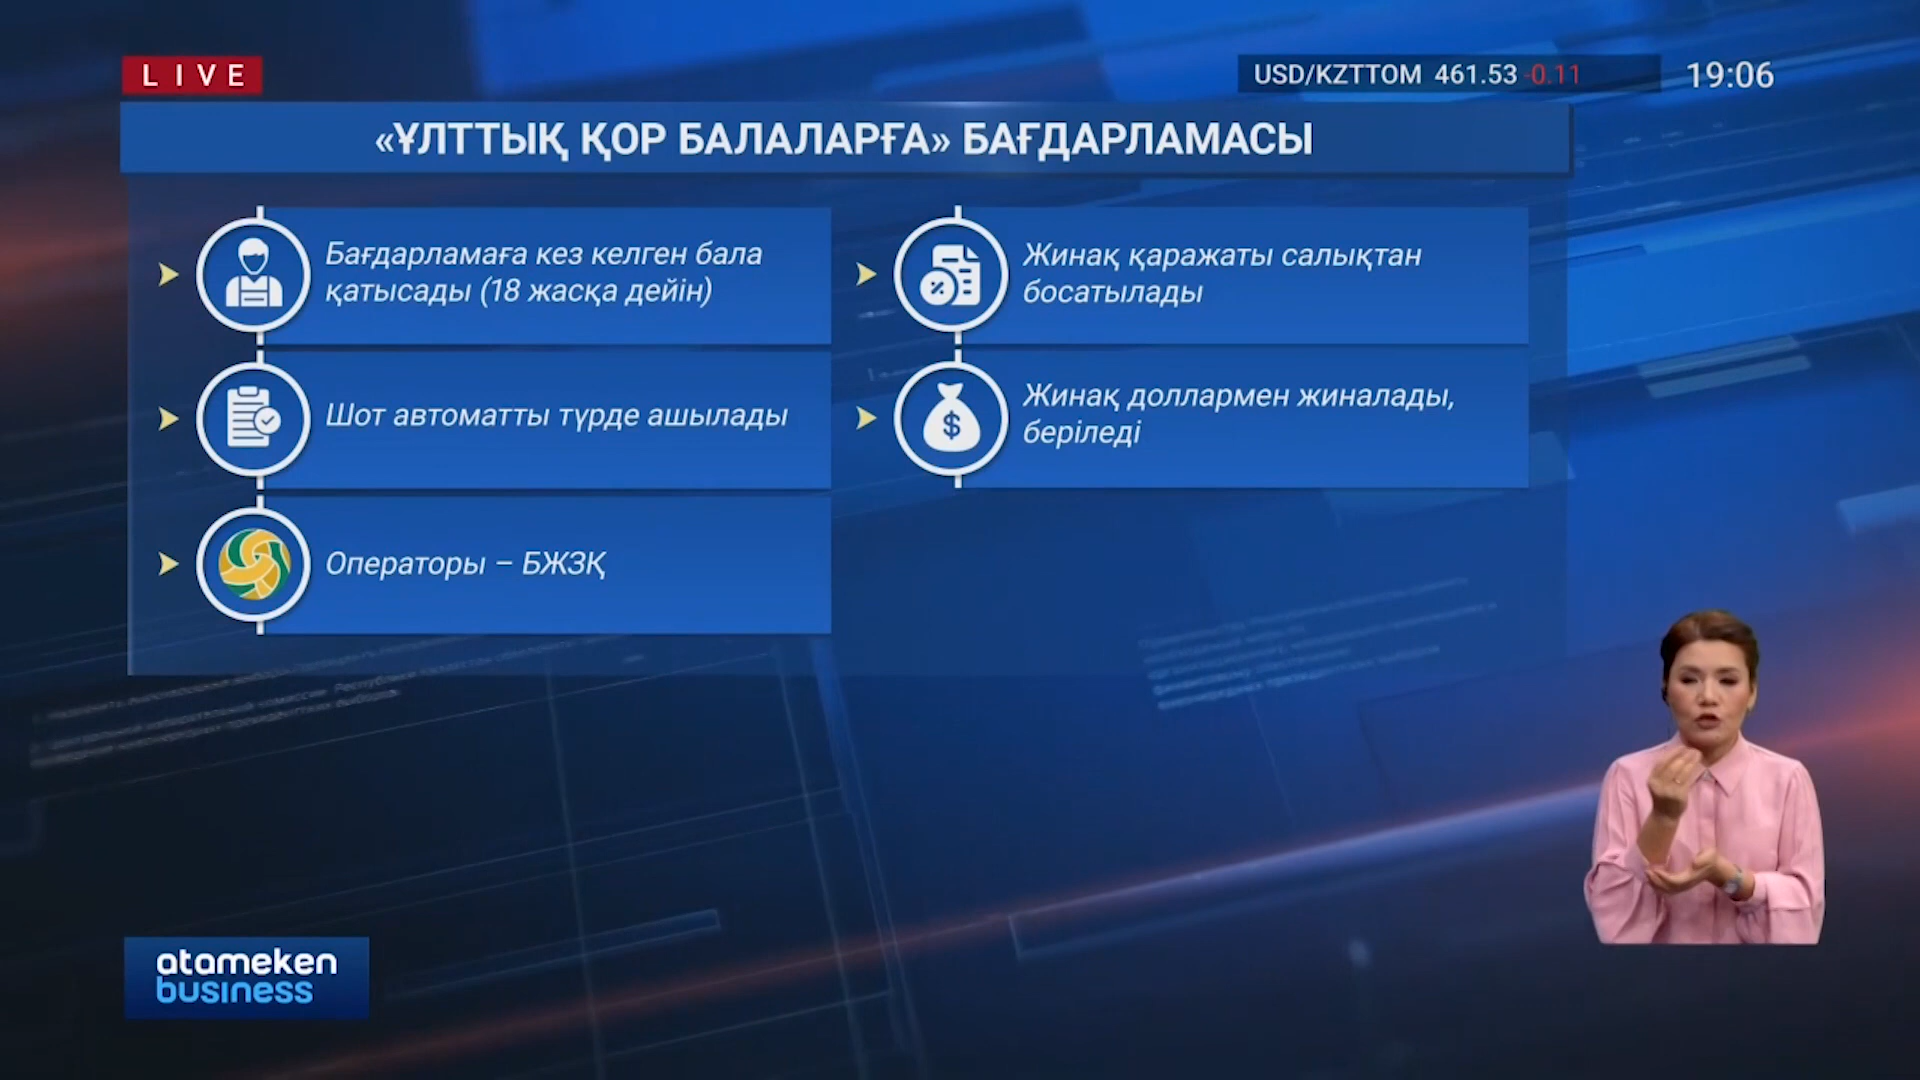 LIVE
USD/KZTTOM 461.53 -0.11
19:06
«ҰЛТТЫҚ ҚОР БАЛАЛАРҒА» БАҒДАРЛАМАСЫ
Бағдарламаға кез келген бала
қатысады (18 жасқа дейін)
Шот автоматты түрде ашылады
Операторы – БЖЗҚ
Жинақ қаражаты салықтан
босатылады
Жинақ доллармен жиналады,
беріледі
atameken
business